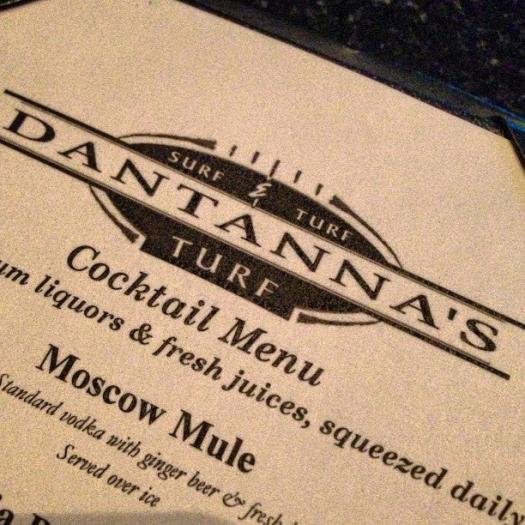 SURF & TURF
DANTANNA'S
TURF
Cocktail Menu
liquors & fresh juices, squeezed daily
Moscow Mule
Standard vodka with ginger beer & fresh
Served over ice